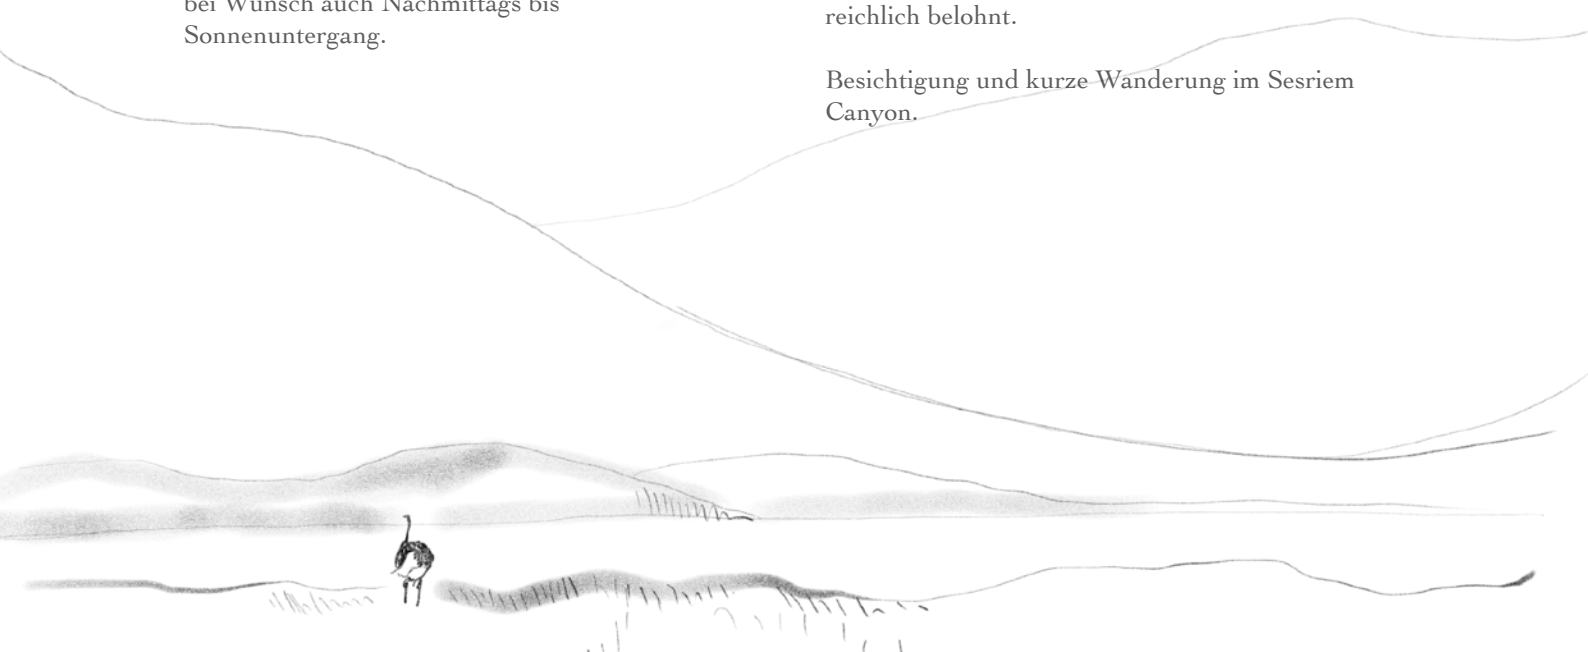 bei Wunsch auch Nachmittags bis
Sonnenuntergang.
reichlich belohnt.
Besichtigung und kurze Wanderung im Sesriem
Canyon.